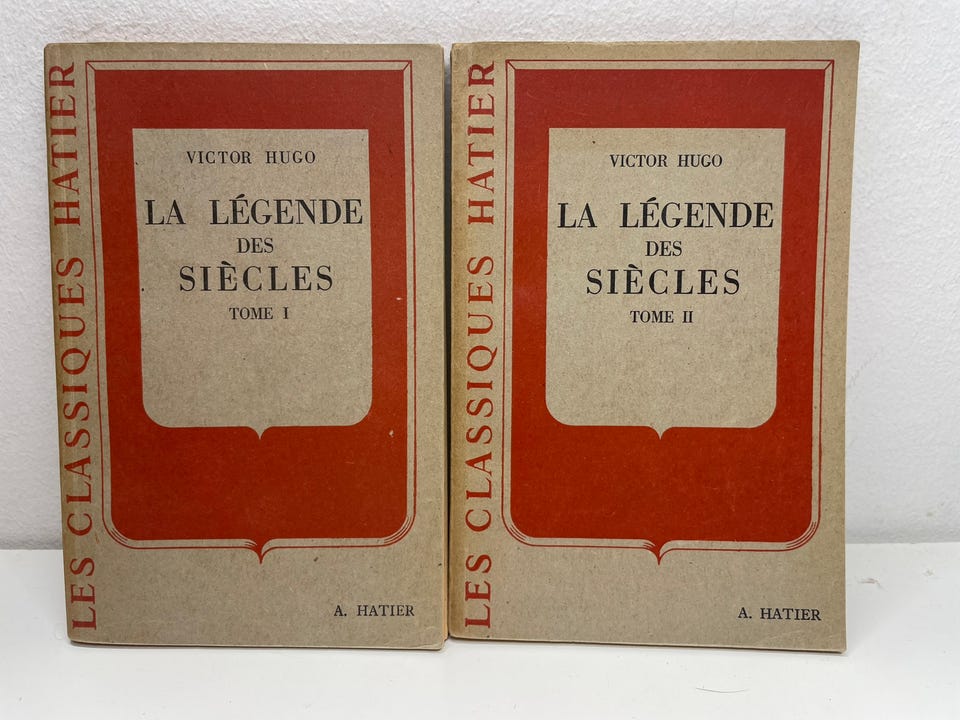 LES CLASSIQUES HATIER
VICTOR HUGO
LA LÉGENDE
DES
SIÈCLES
TOME I
A. HATIER
LES CLASSIQUES HATIER
VICTOR HUGO
LA LÉGENDE
DES
SIÈCLES
TOME II
A. HATIER